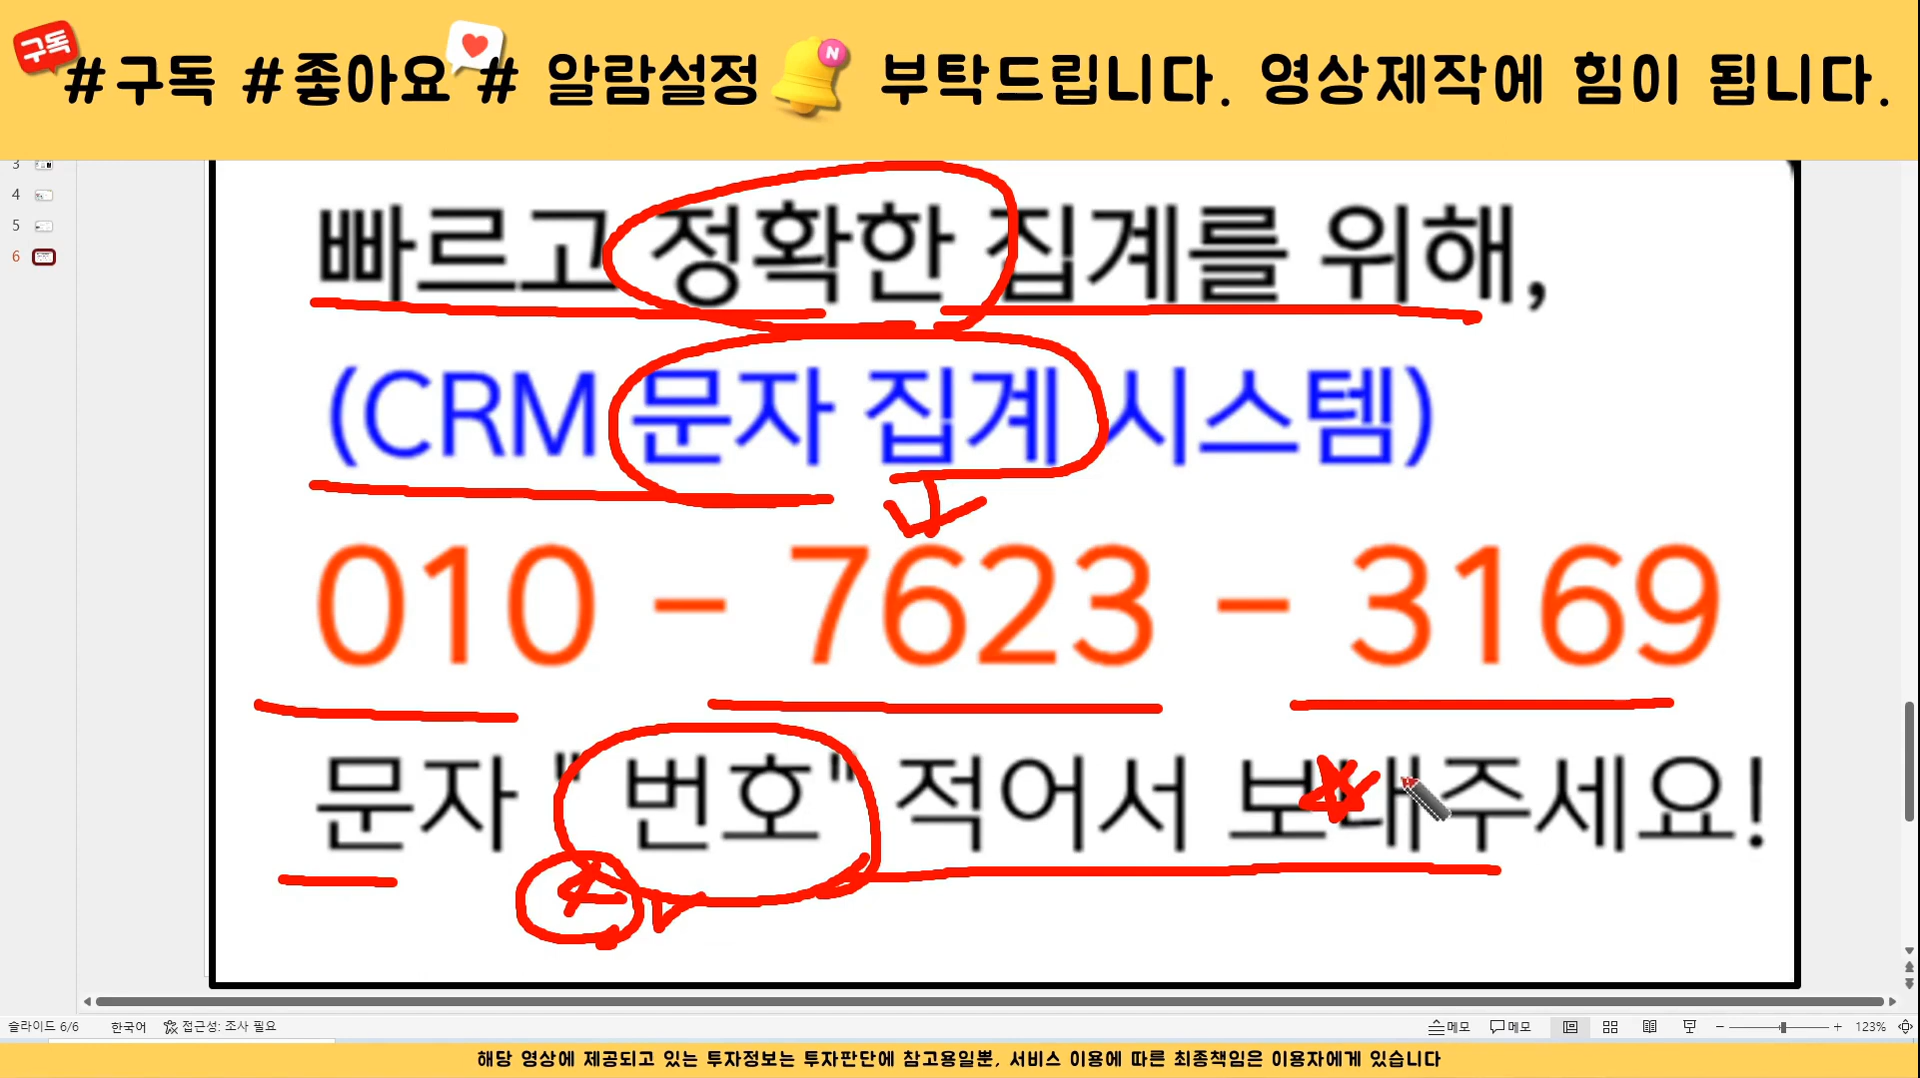 구독
#구독 #좋아요 # 알람설정 N 부탁드립니다. 영상제작에 힘이 됩니다.
3
4
5
6
빠르고 정확한 집계를 위해,
(CRM 문자 집계 시스템)
010 - 7623 - 3169
문자 " 번호" 적어서 보내주세요!
슬라이드 6/6 한국어 접근성: 조사 필요 메모 메모 123%
해당 영상에 제공되고 있는 투자정보는 투자판단에 참고용일뿐, 서비스 이용에 따른 최종책임은 이용자에게 있습니다